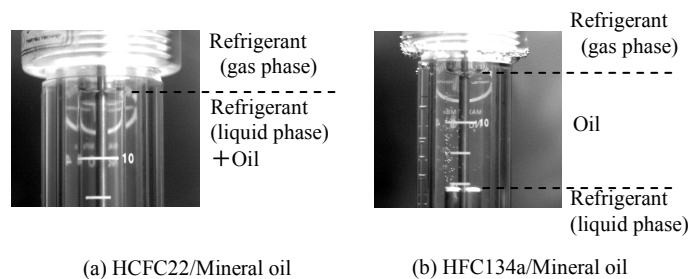 Refrigerant
(gas phase)
Refrigerant
(liquid phase)
+Oil
10
(a) HCFC22/Mineral oil
Refrigerant
(gas phase)
10
Oil
Refrigerant
(liquid phase)
(b) HFC134a/Mineral oil